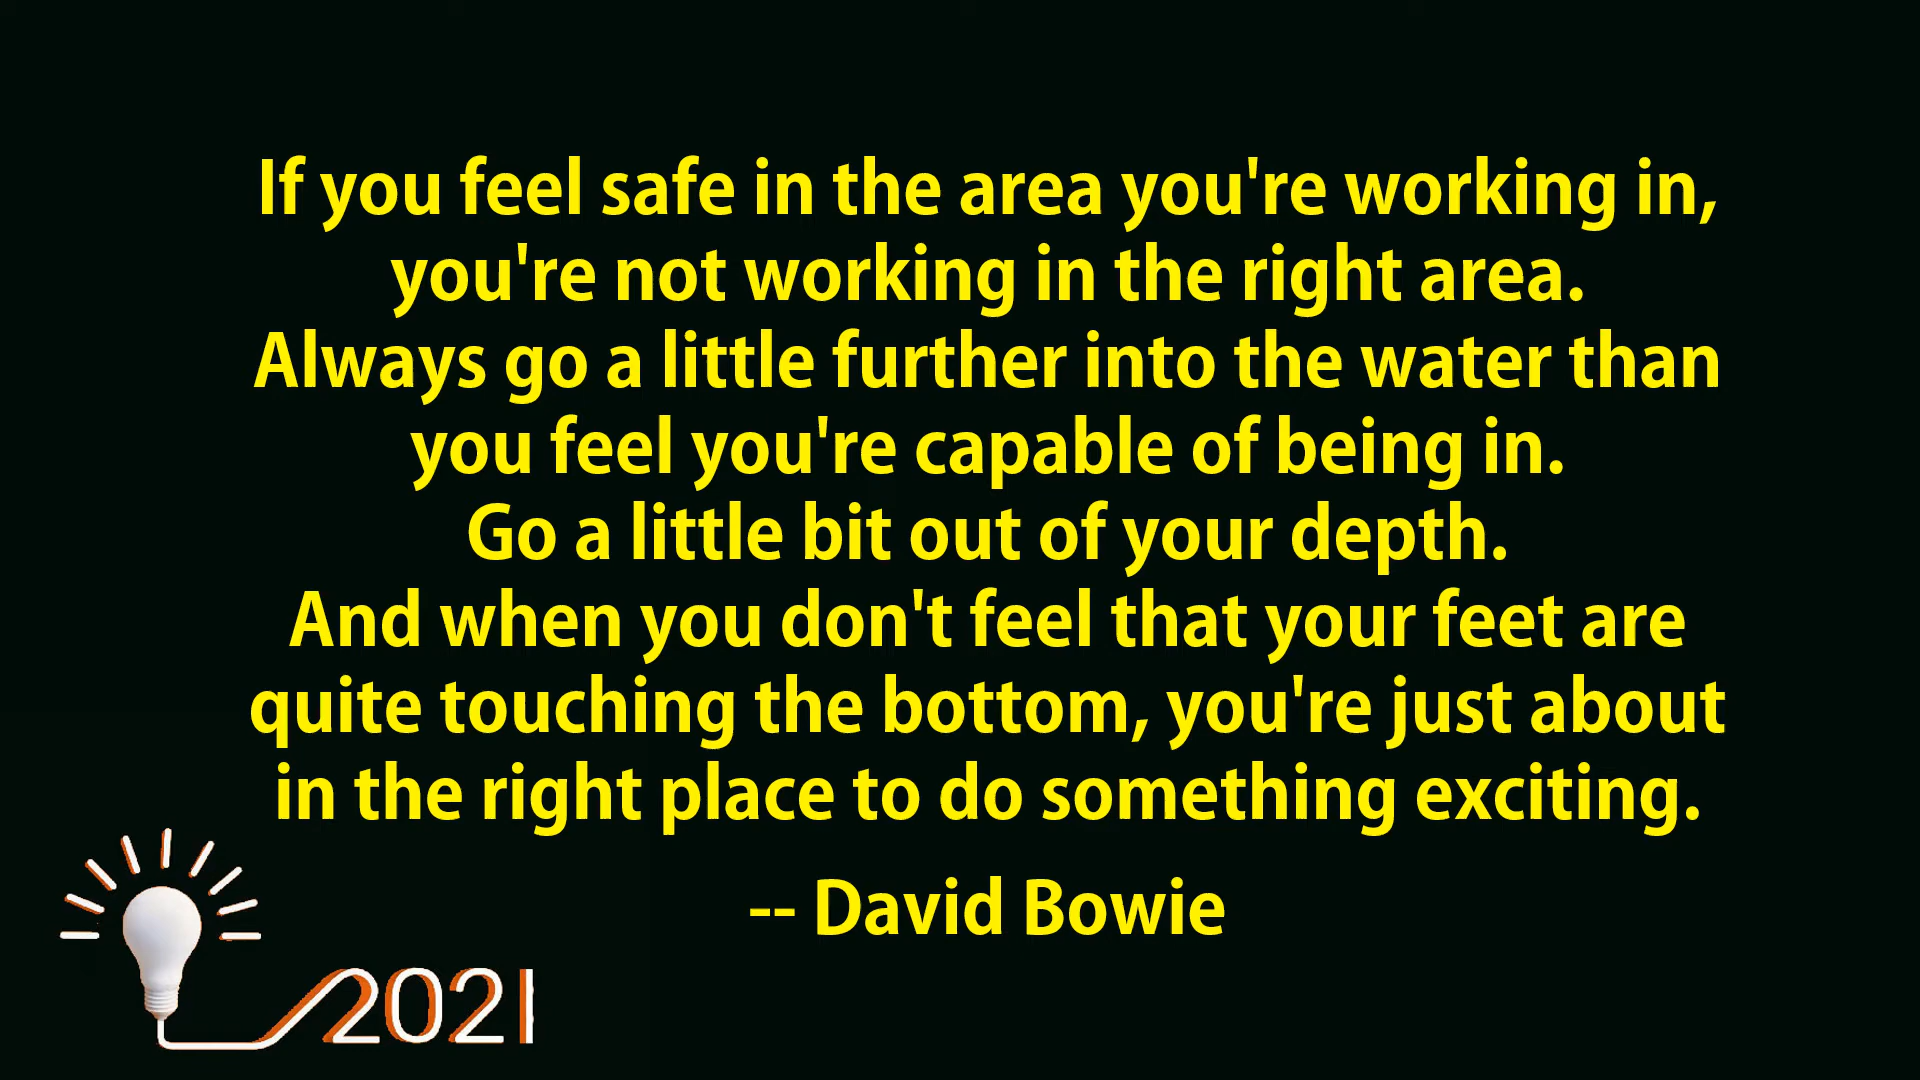 If you feel safe in the area you're working in,
you're not working in the right area.
Always go a little further into the water than
you feel you're capable of being in.
Go a little bit out of your depth.
And when you don't feel that your feet are
quite touching the bottom, you're just about
in the right place to do something exciting.
-- David Bowie
2021